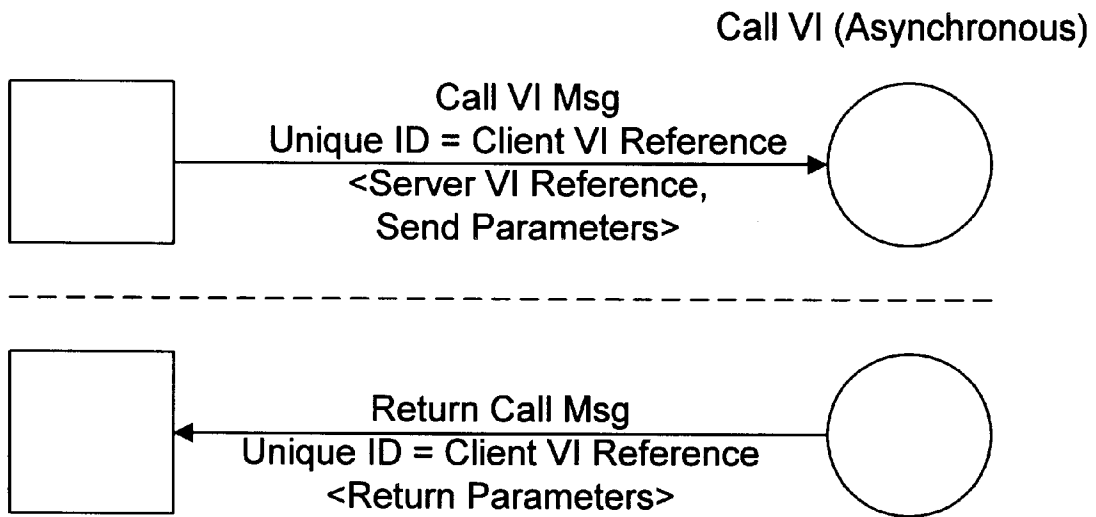 Call VI (Asynchronous)
Call VI Msg
Unique ID = Client VI Reference
<Server VI Reference,
Send Parameters>
Return Call Msg
Unique ID = Client VI Reference
<Return Parameters>